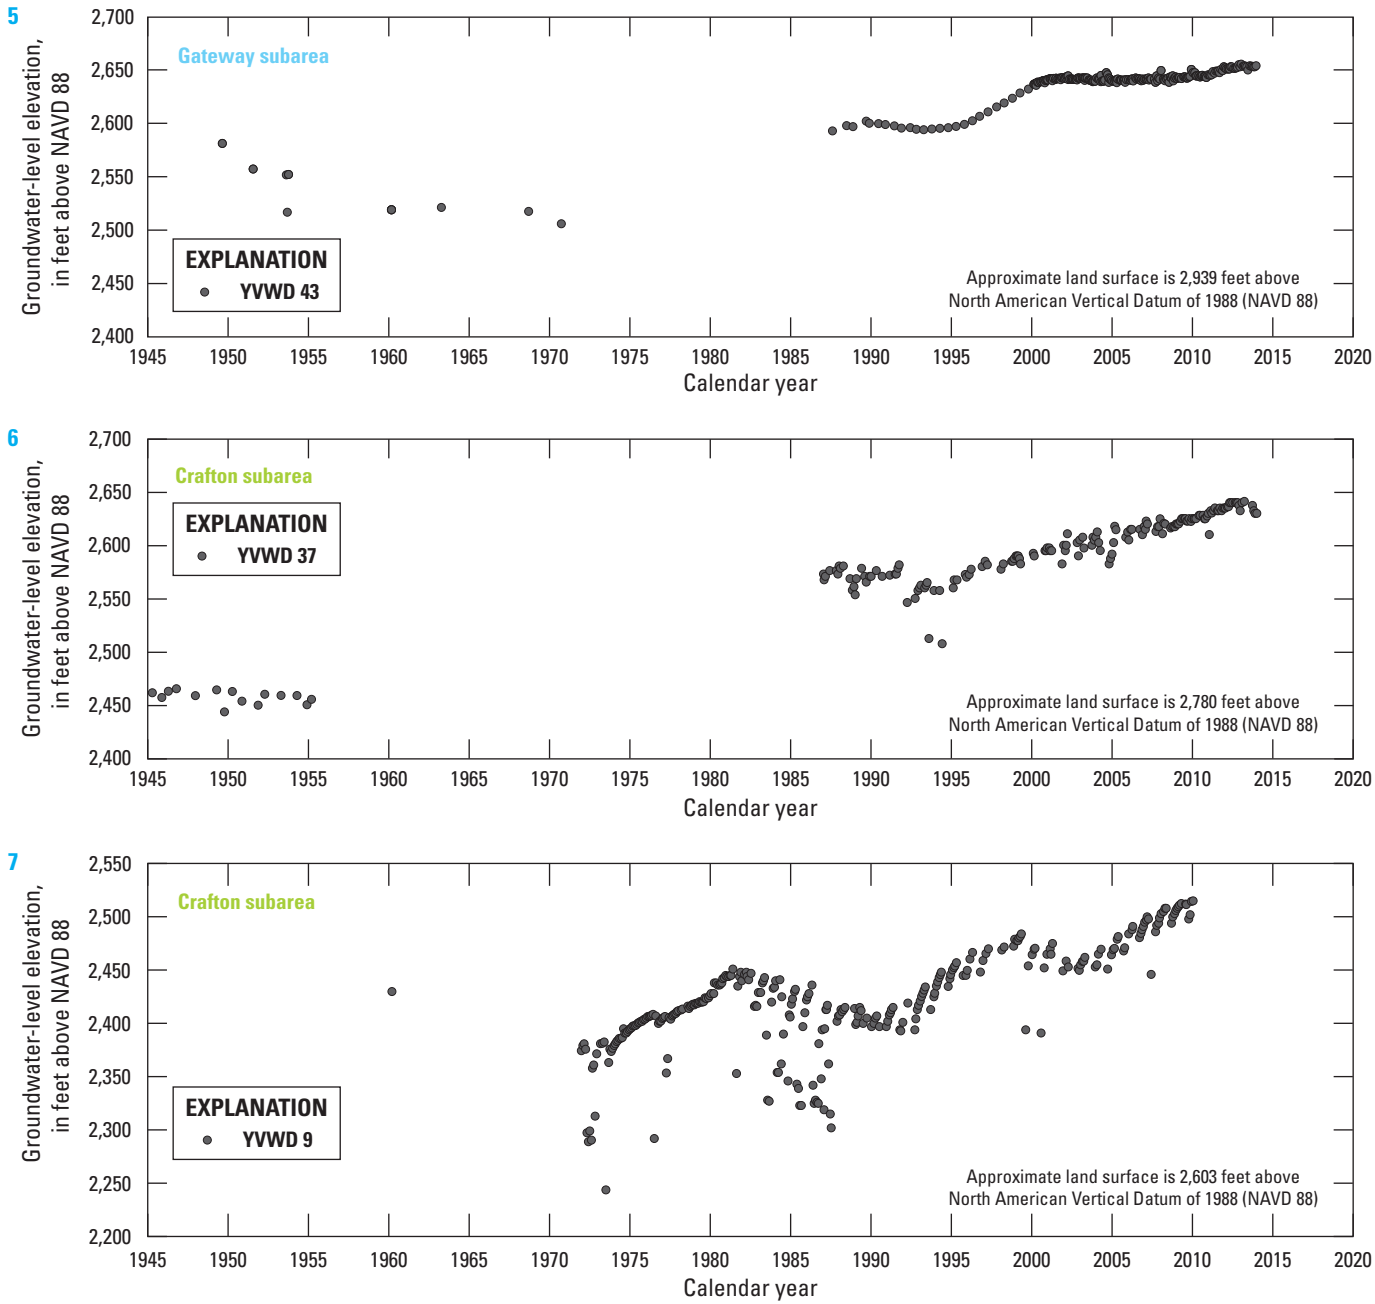 5
Groundwater-level elevation,
in feet above NAVD 88
2,700
2,650
2,600
2,550
2,500
2,450
2,400
Gateway subarea
EXPLANATION
YVWD 43
Approximate land surface is 2,939 feet above
North American Vertical Datum of 1988 (NAVD 88)
1945 1950 1955 1960 1965 1970 1975 1980 1985 1990 1995 2000 2005 2010 2015 2020
Calendar year
6
Groundwater-level elevation,
in feet above NAVD 88
2,700
2,650
2,600
2,550
2,500
2,450
2,400
Crafton subarea
EXPLANATION
YVWD 37
Approximate land surface is 2,780 feet above
North American Vertical Datum of 1988 (NAVD 88)
1945 1950 1955 1960 1965 1970 1975 1980 1985 1990 1995 2000 2005 2010 2015 2020
Calendar year
7
Groundwater-level elevation,
in feet above NAVD 88
2,550
2,500
2,450
2,400
2,350
2,300
2,250
2,200
Crafton subarea
EXPLANATION
YVWD 9
Approximate land surface is 2,603 feet above
North American Vertical Datum of 1988 (NAVD 88)
1945 1950 1955 1960 1965 1970 1975 1980 1985 1990 1995 2000 2005 2010 2015 2020
Calendar year